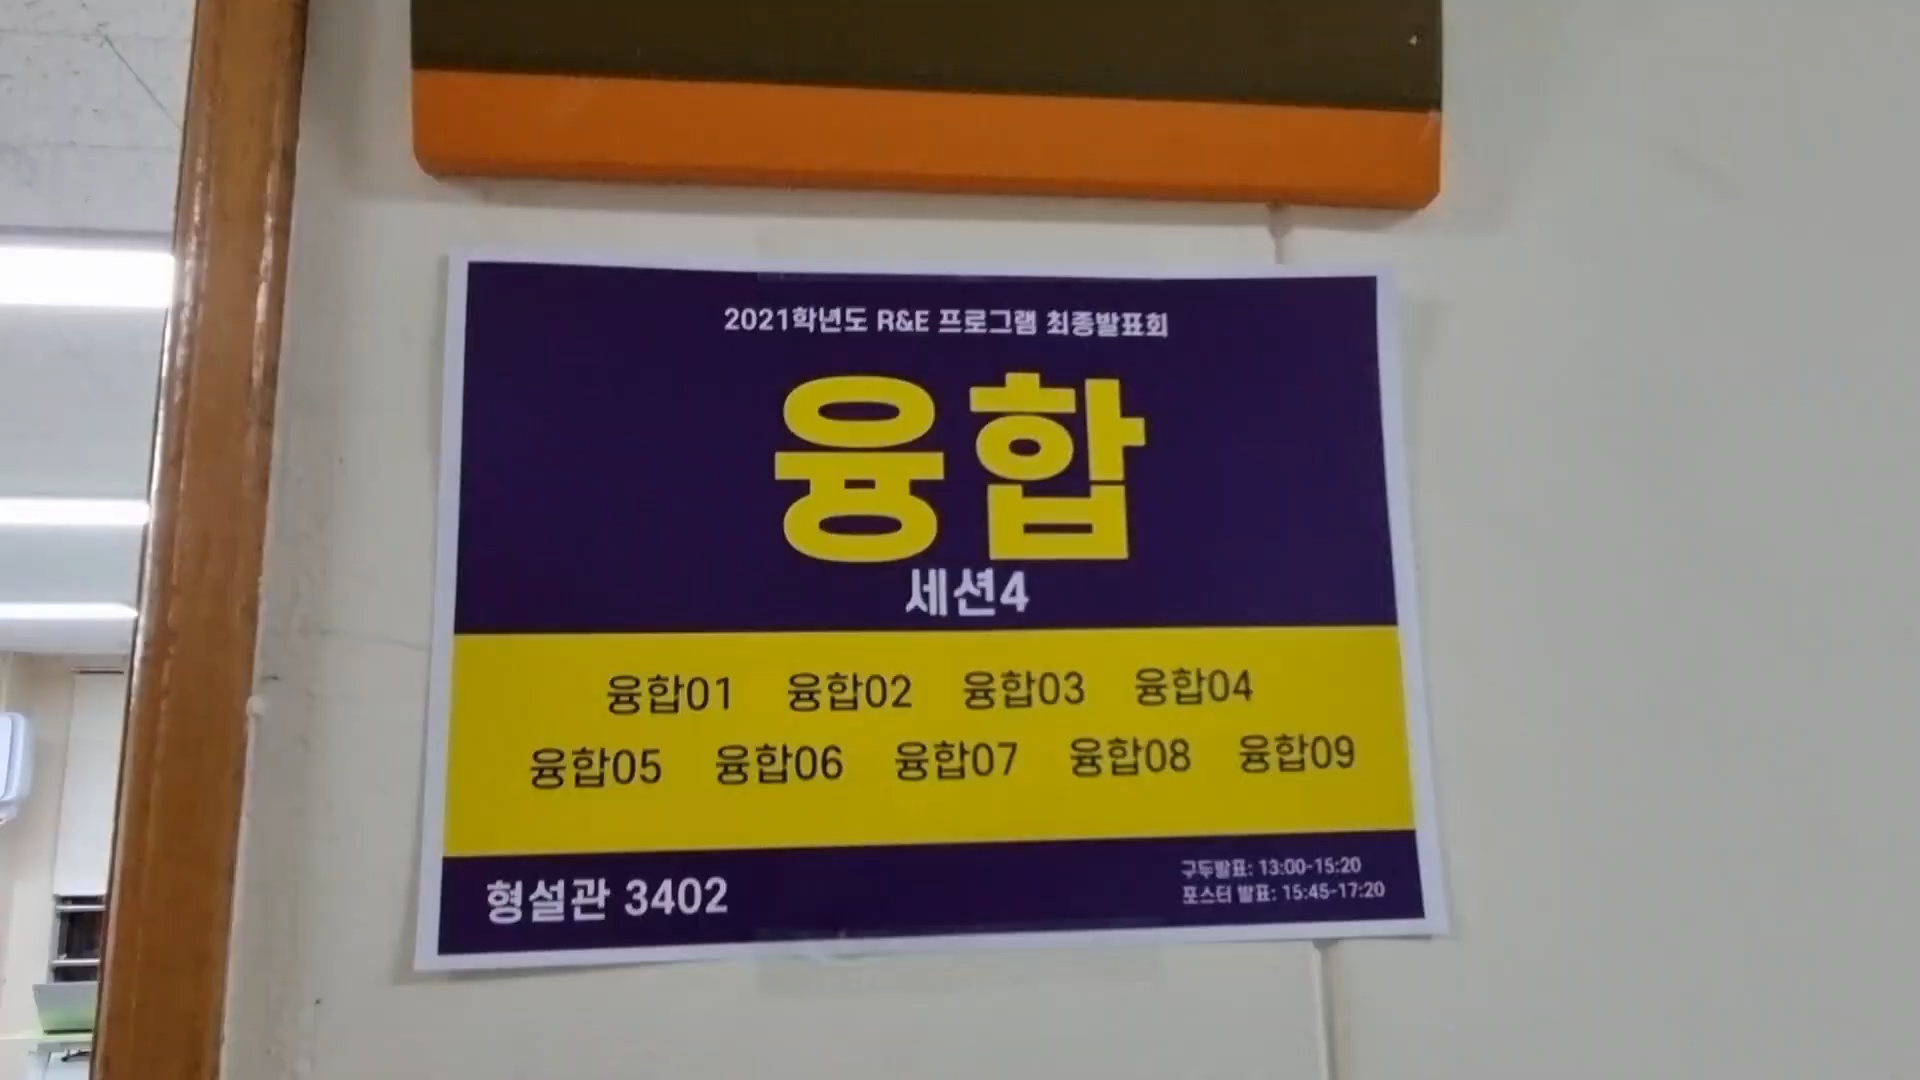 2021학년도 R&E 프로그램 최종발표회
융합
세션4
융합01 융합02 융합03 융합04
융합05 융합06 융합07 융합08 융합09
형설관 3402
구두발표: 13:00-15:20
포스터 발표: 15:45-17:20